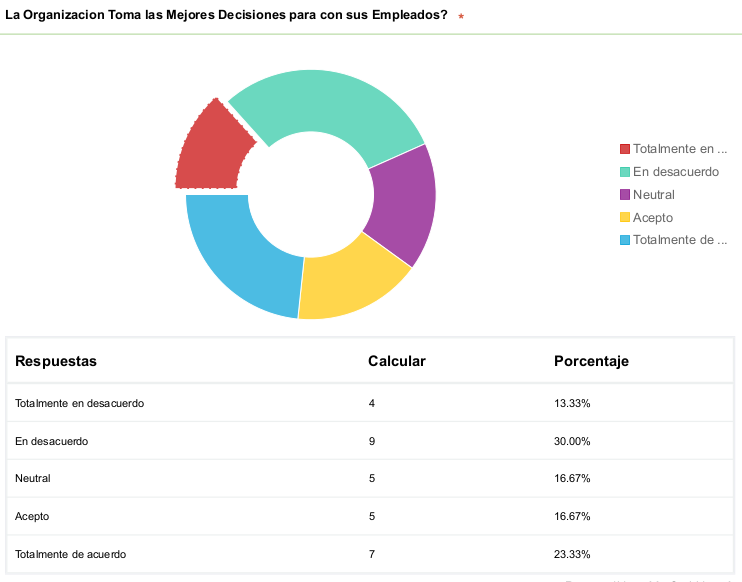 La Organizacion Toma las Mejores Decisiones para con sus Empleados? *
Totalmente en ...
En desacuerdo
Neutral
Acepto
Totalmente de ...
Respuestas Calcular Porcentaje
Totalmente en desacuerdo 4 13.33%
En desacuerdo 9 30.00%
Neutral 5 16.67%
Acepto 5 16.67%
Totalmente de acuerdo 7 23.33%